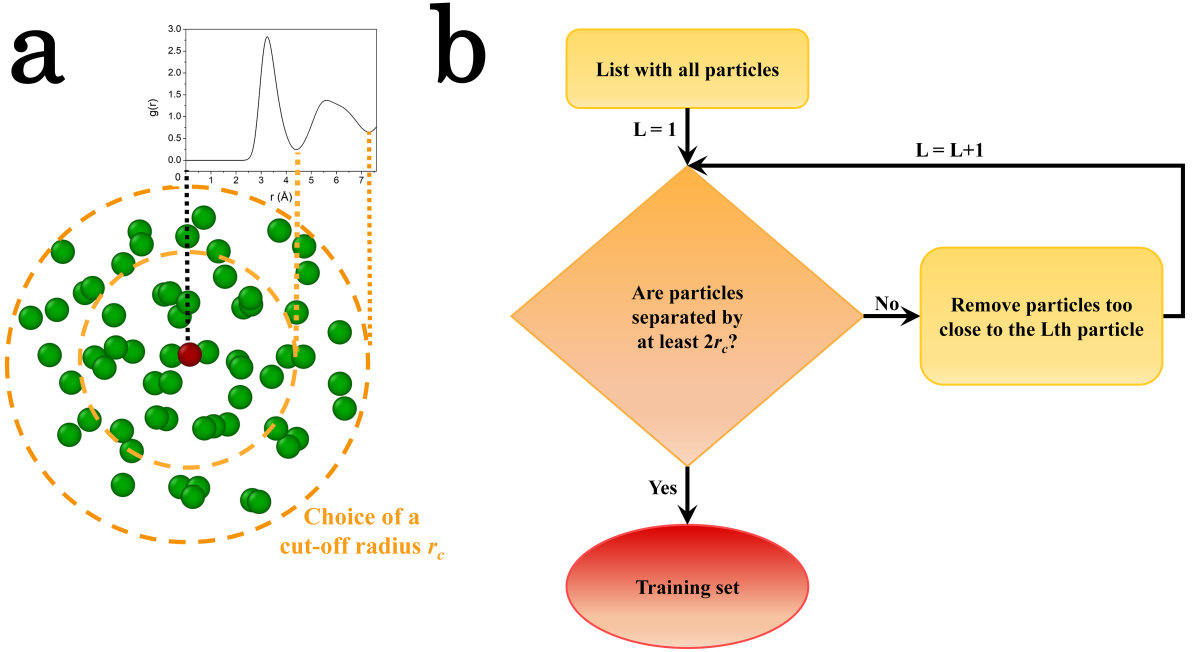 a
3.0
2.5
2.0
1.5
1.0
0.5
0.0
g(r)
0
1
2
3
4
5
6
7
r (Å)
Choice of a
cut-off radius rc
b
List with all particles
L = 1
L = L+1
Are particles
separated by
at least 2rc?
No
Remove particles too
close to the Lth particle
Yes
Training set